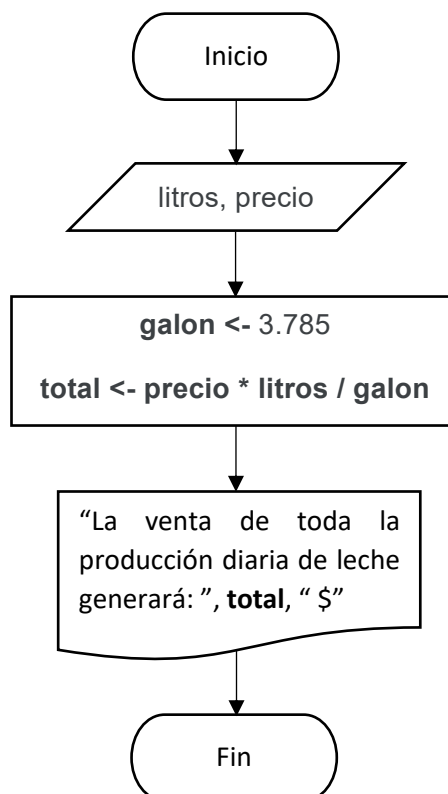 Inicio
litros, precio
galon <- 3.785
total <- precio * litros / galon
“La venta de toda la
producción diaria de leche
generará: ”, total, “ $”
Fin